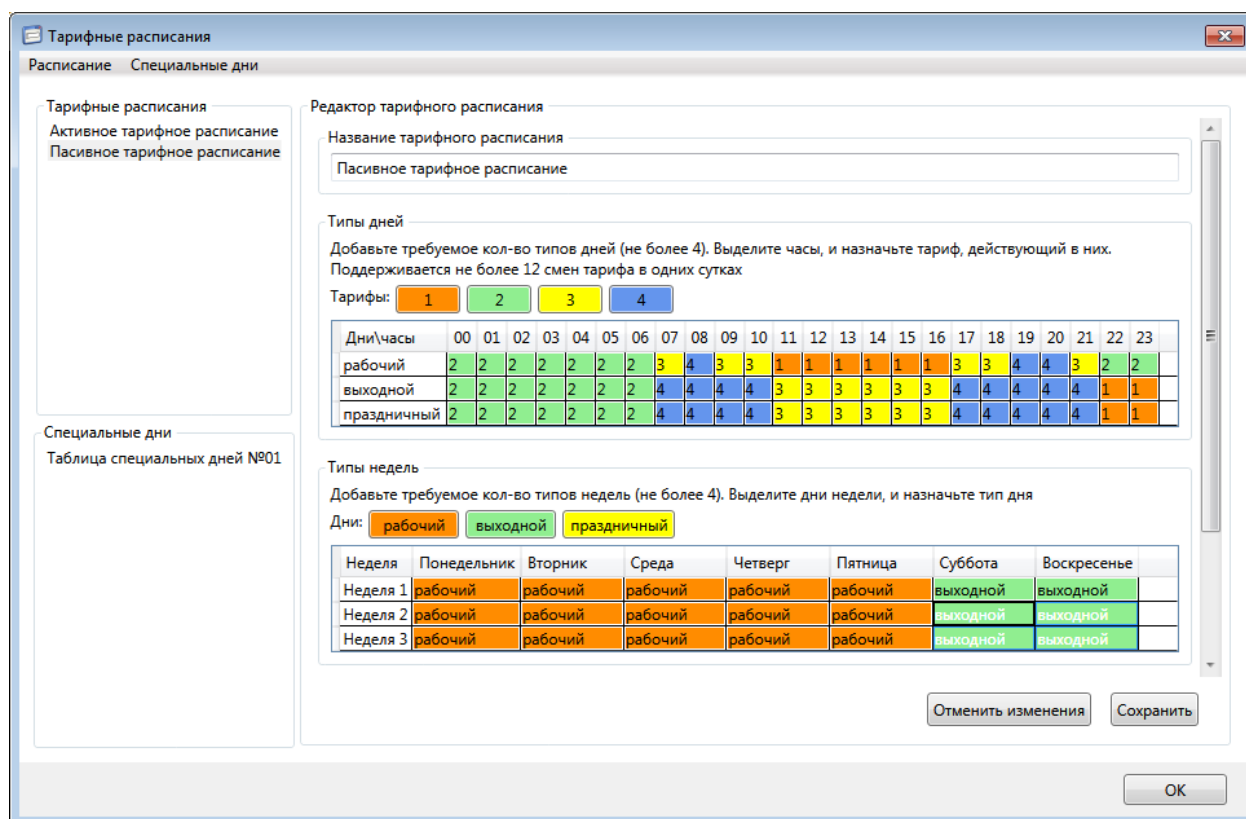 Тарифные расписания
Расписание Специальные дни
Тарифные расписания
Активное тарифное расписание
Пасивное тарифное расписание
Специальные дни
Таблица специальных дней №01
Редактор тарифного расписания
Название тарифного расписания
Пасивное тарифное расписание
Типы дней
Добавьте требуемое кол-во типов дней (не более 4). Выделите часы, и назначьте тариф, действующий в них.
Поддерживается не более 12 смен тарифа в одних сутках
Тарифы: 1 2 3 4
Дни\часы 00 01 02 03 04 05 06 07 08 09 10 11 12 13 14 15 16 17 18 19 20 21 22 23
рабочий 2 2 2 2 2 2 2 3 4 3 3 1 1 1 1 1 1 3 3 4 4 3 2 2
выходной 2 2 2 2 2 2 2 4 4 4 4 3 3 3 3 3 3 4 4 4 4 4 1 1
праздничный 2 2 2 2 2 2 2 4 4 4 4 3 3 3 3 3 3 4 4 4 4 4 1 1
Типы недель
Добавьте требуемое кол-во типов недель (не более 4). Выделите дни недели, и назначьте тип дня
Дни: рабочий выходной праздничный
Неделя Понедельник Вторник Среда Четверг Пятница Суббота Воскресенье
Неделя 1 рабочий рабочий рабочий рабочий рабочий выходной выходной
Неделя 2 рабочий рабочий рабочий рабочий рабочий выходной выходной
Неделя 3 рабочий рабочий рабочий рабочий рабочий выходной выходной
Отменить изменения Сохранить
OK